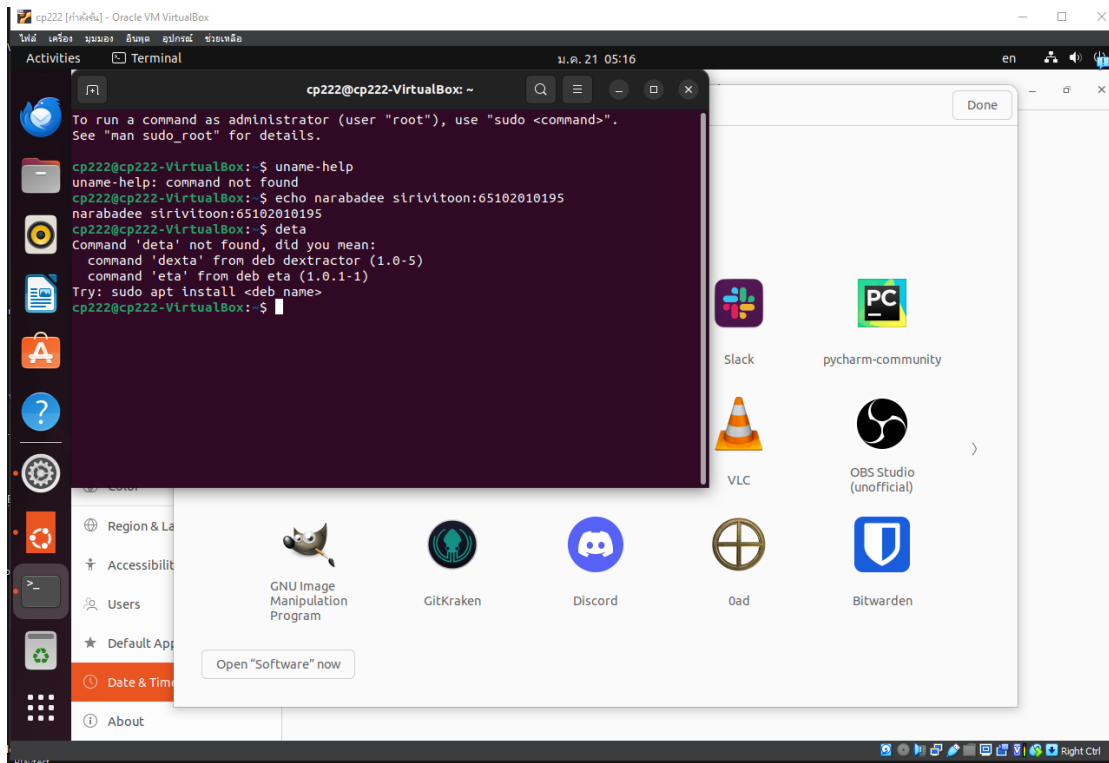 cp222 [กำลังรัน] - Oracle VM VirtualBox
ไฟล์ เครื่อง มุมมอง อินพุต อุปกรณ์ ช่วยเหลือ
Activities Terminal ม.ค. 21 05:16 en
cp222@cp222-VirtualBox: ~
Done
To run a command as administrator (user "root"), use "sudo <command>".
See "man sudo_root" for details.
cp222@cp222-VirtualBox:~$ uname-help
uname-help: command not found
cp222@cp222-VirtualBox:~$ echo narabadee sirivitoon:65102010195
narabadee sirivitoon:65102010195
cp222@cp222-VirtualBox:~$ deta
Command 'deta' not found, did you mean:
command 'dexta' from deb dextractor (1.0-5)
command 'eta' from deb eta (1.0.1-1)
Try: sudo apt install <deb name>
cp222@cp222-VirtualBox:~$
PC
Slack pycharm-community
VLC OBS Studio
(unofficial)
Color
Region & La
Accessibilit
Users
Default App
Date & Time
About
GNU Image
Manipulation
Program
GitKraken Discord 0ad Bitwarden
Open "Software" now
Right Ctrl